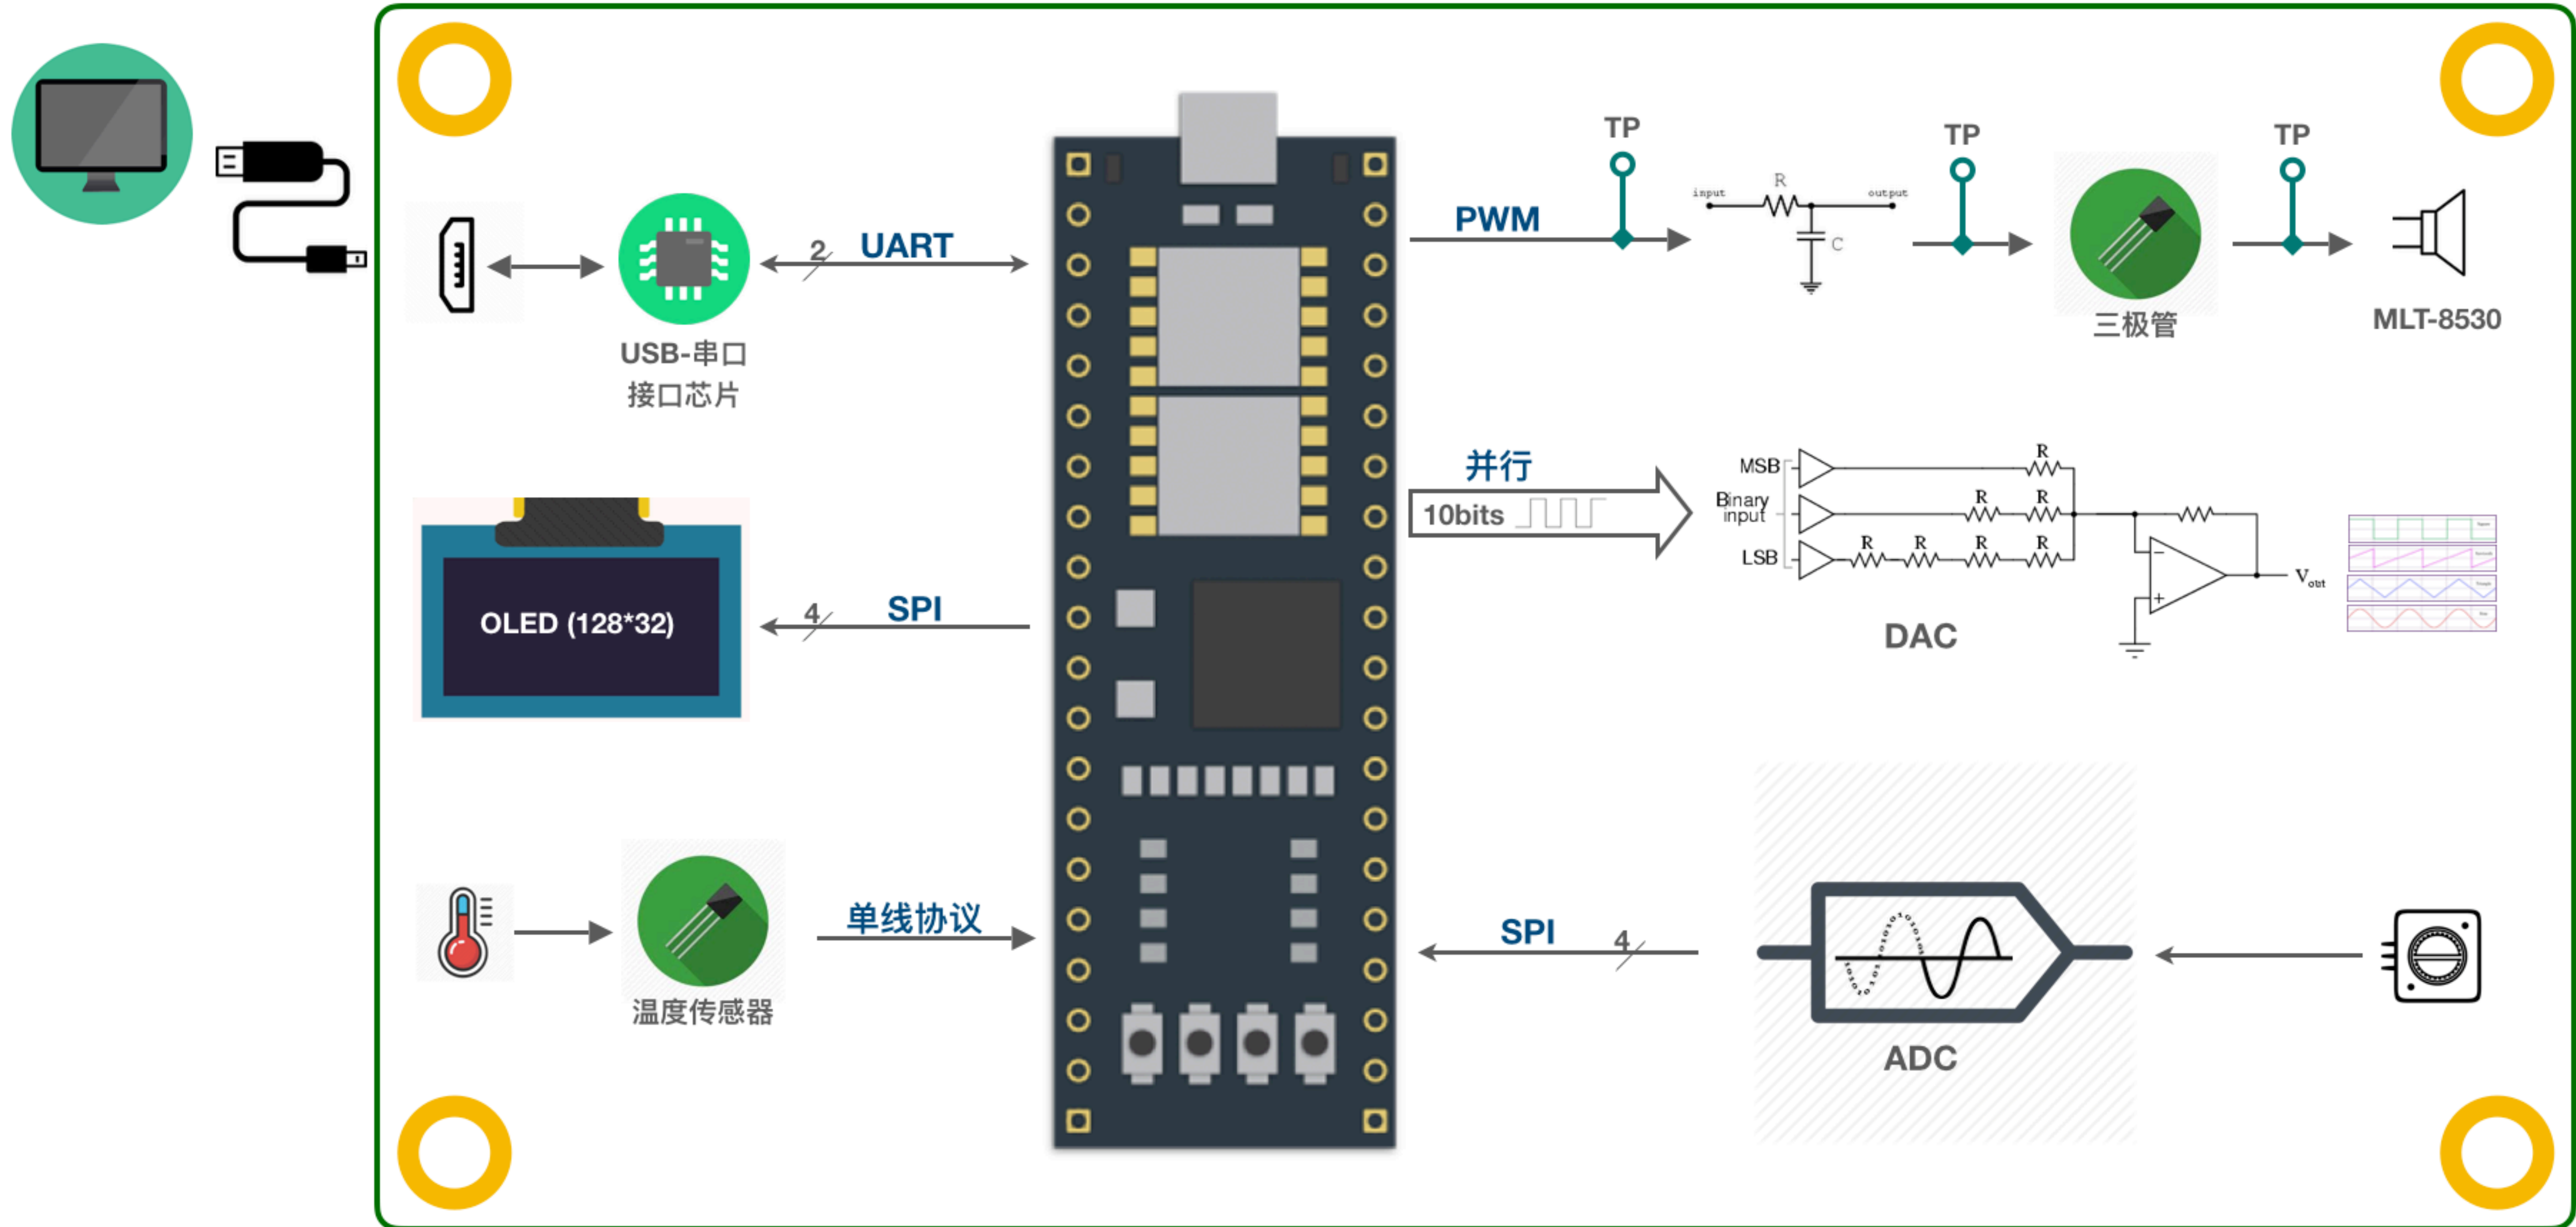 TP
TP
TP
PWM
input
R
output
C
2
UART
USB-串口
接口芯片
三极管
MLT-8530
并行
10bits
MSB
Binary
input
LSB
R
R
R
R
R
R
R
Vout
DAC
OLED (128*32)
4
SPI
单线协议
温度传感器
SPI
4
ADC